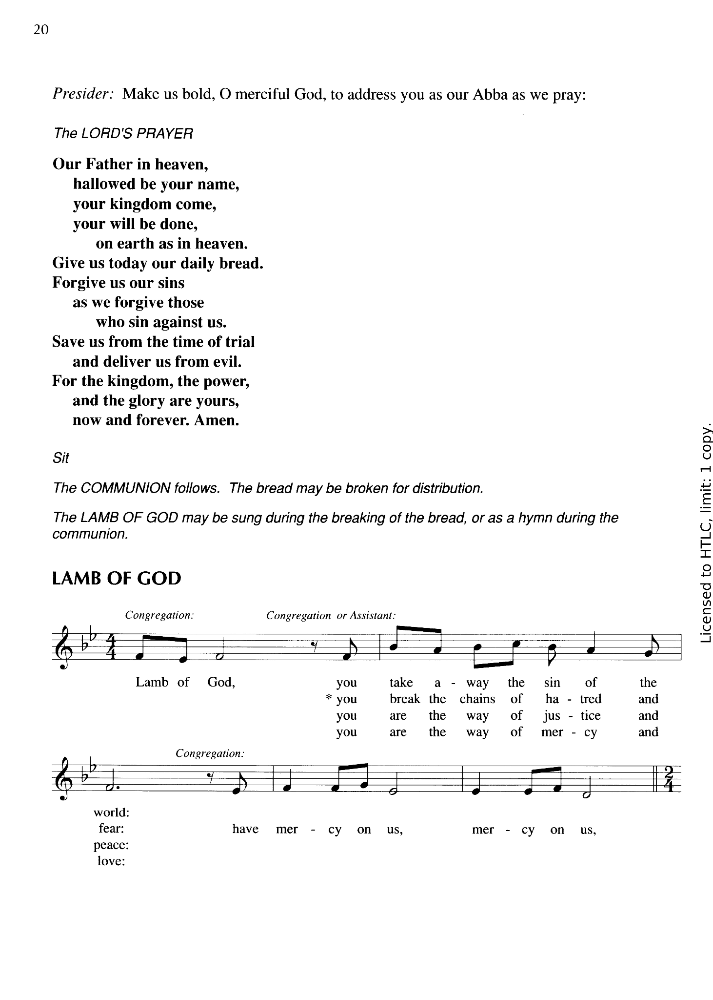 20
Presider: Make us bold, O merciful God, to address you as our Abba as we pray:
The LORD'S PRAYER
Our Father in heaven,
hallowed be your name,
your kingdom come,
your will be done,
on earth as in heaven.
Give us today our daily bread.
Forgive us our sins
as we forgive those
who sin against us.
Save us from the time of trial
and deliver us from evil.
For the kingdom, the power,
and the glory are yours,
now and forever. Amen.
Sit
The COMMUNION follows. The bread may be broken for distribution.
The LAMB OF GOD may be sung during the breaking of the bread, or as a hymn during the
communion.
LAMB OF GOD
Congregation: Congregation or Assistant:
4
4
Lamb of God, you take a - way the sin of the
* you break the chains of ha - tred and
you are the way of jus - tice and
you are the way of mer - cy and
Congregation:
2
4
world:
fear: have mer - cy on us, mer - cy on us,
peace:
love:
Licensed to HTLC, limit: 1 copy.